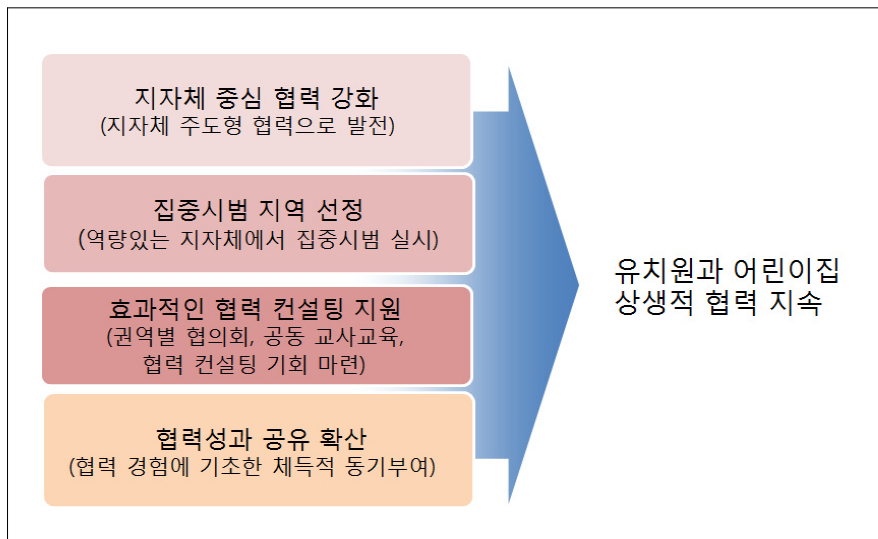 지자체 중심 협력 강화
(지자체 주도형 협력으로 발전)
집중시범 지역 선정
(역량있는 지자체에서 집중시범 실시)
효과적인 협력 컨설팅 지원
(권역별 협의회, 공동 교사교육,
협력 컨설팅 기회 마련)
협력성과 공유 확산
(협력 경험에 기초한 체득적 동기부여)
유치원과 어린이집
상생적 협력 지속